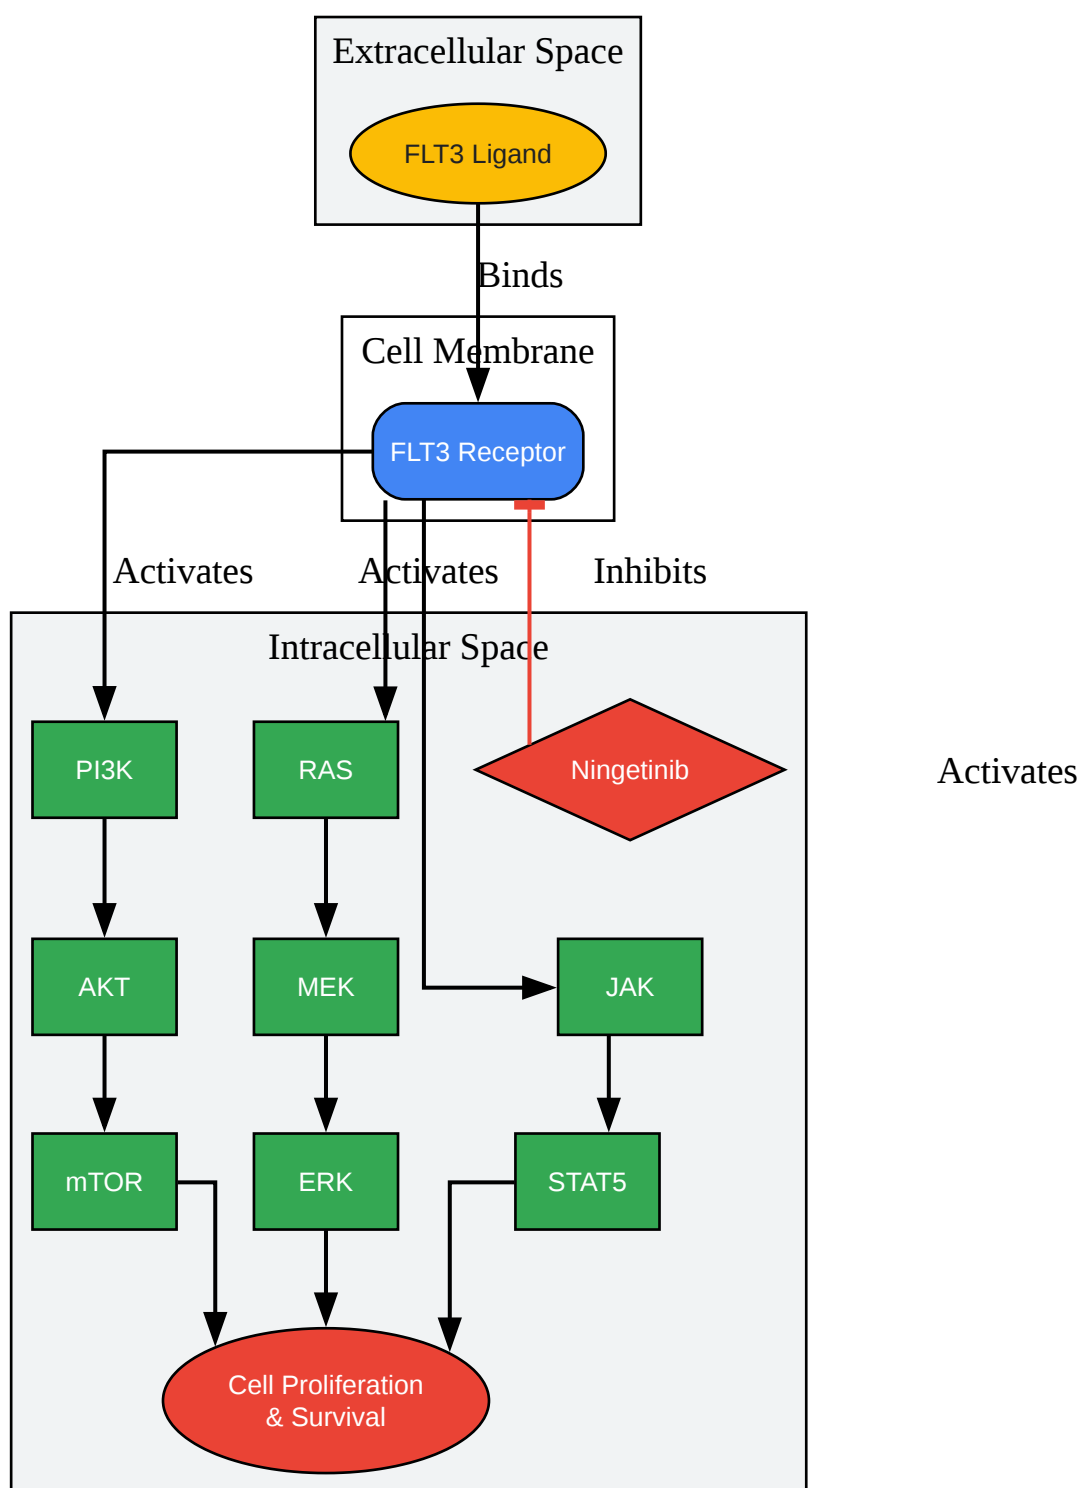 Extracellular Space
FLT3 Ligand
Binds
Cell Membrane
FLT3 Receptor
Activates
Activates
Inhibits
Intracellular Space
PI3K
RAS
Ningetinib
Activates
AKT
MEK
JAK
mTOR
ERK
STAT5
Cell Proliferation
& Survival